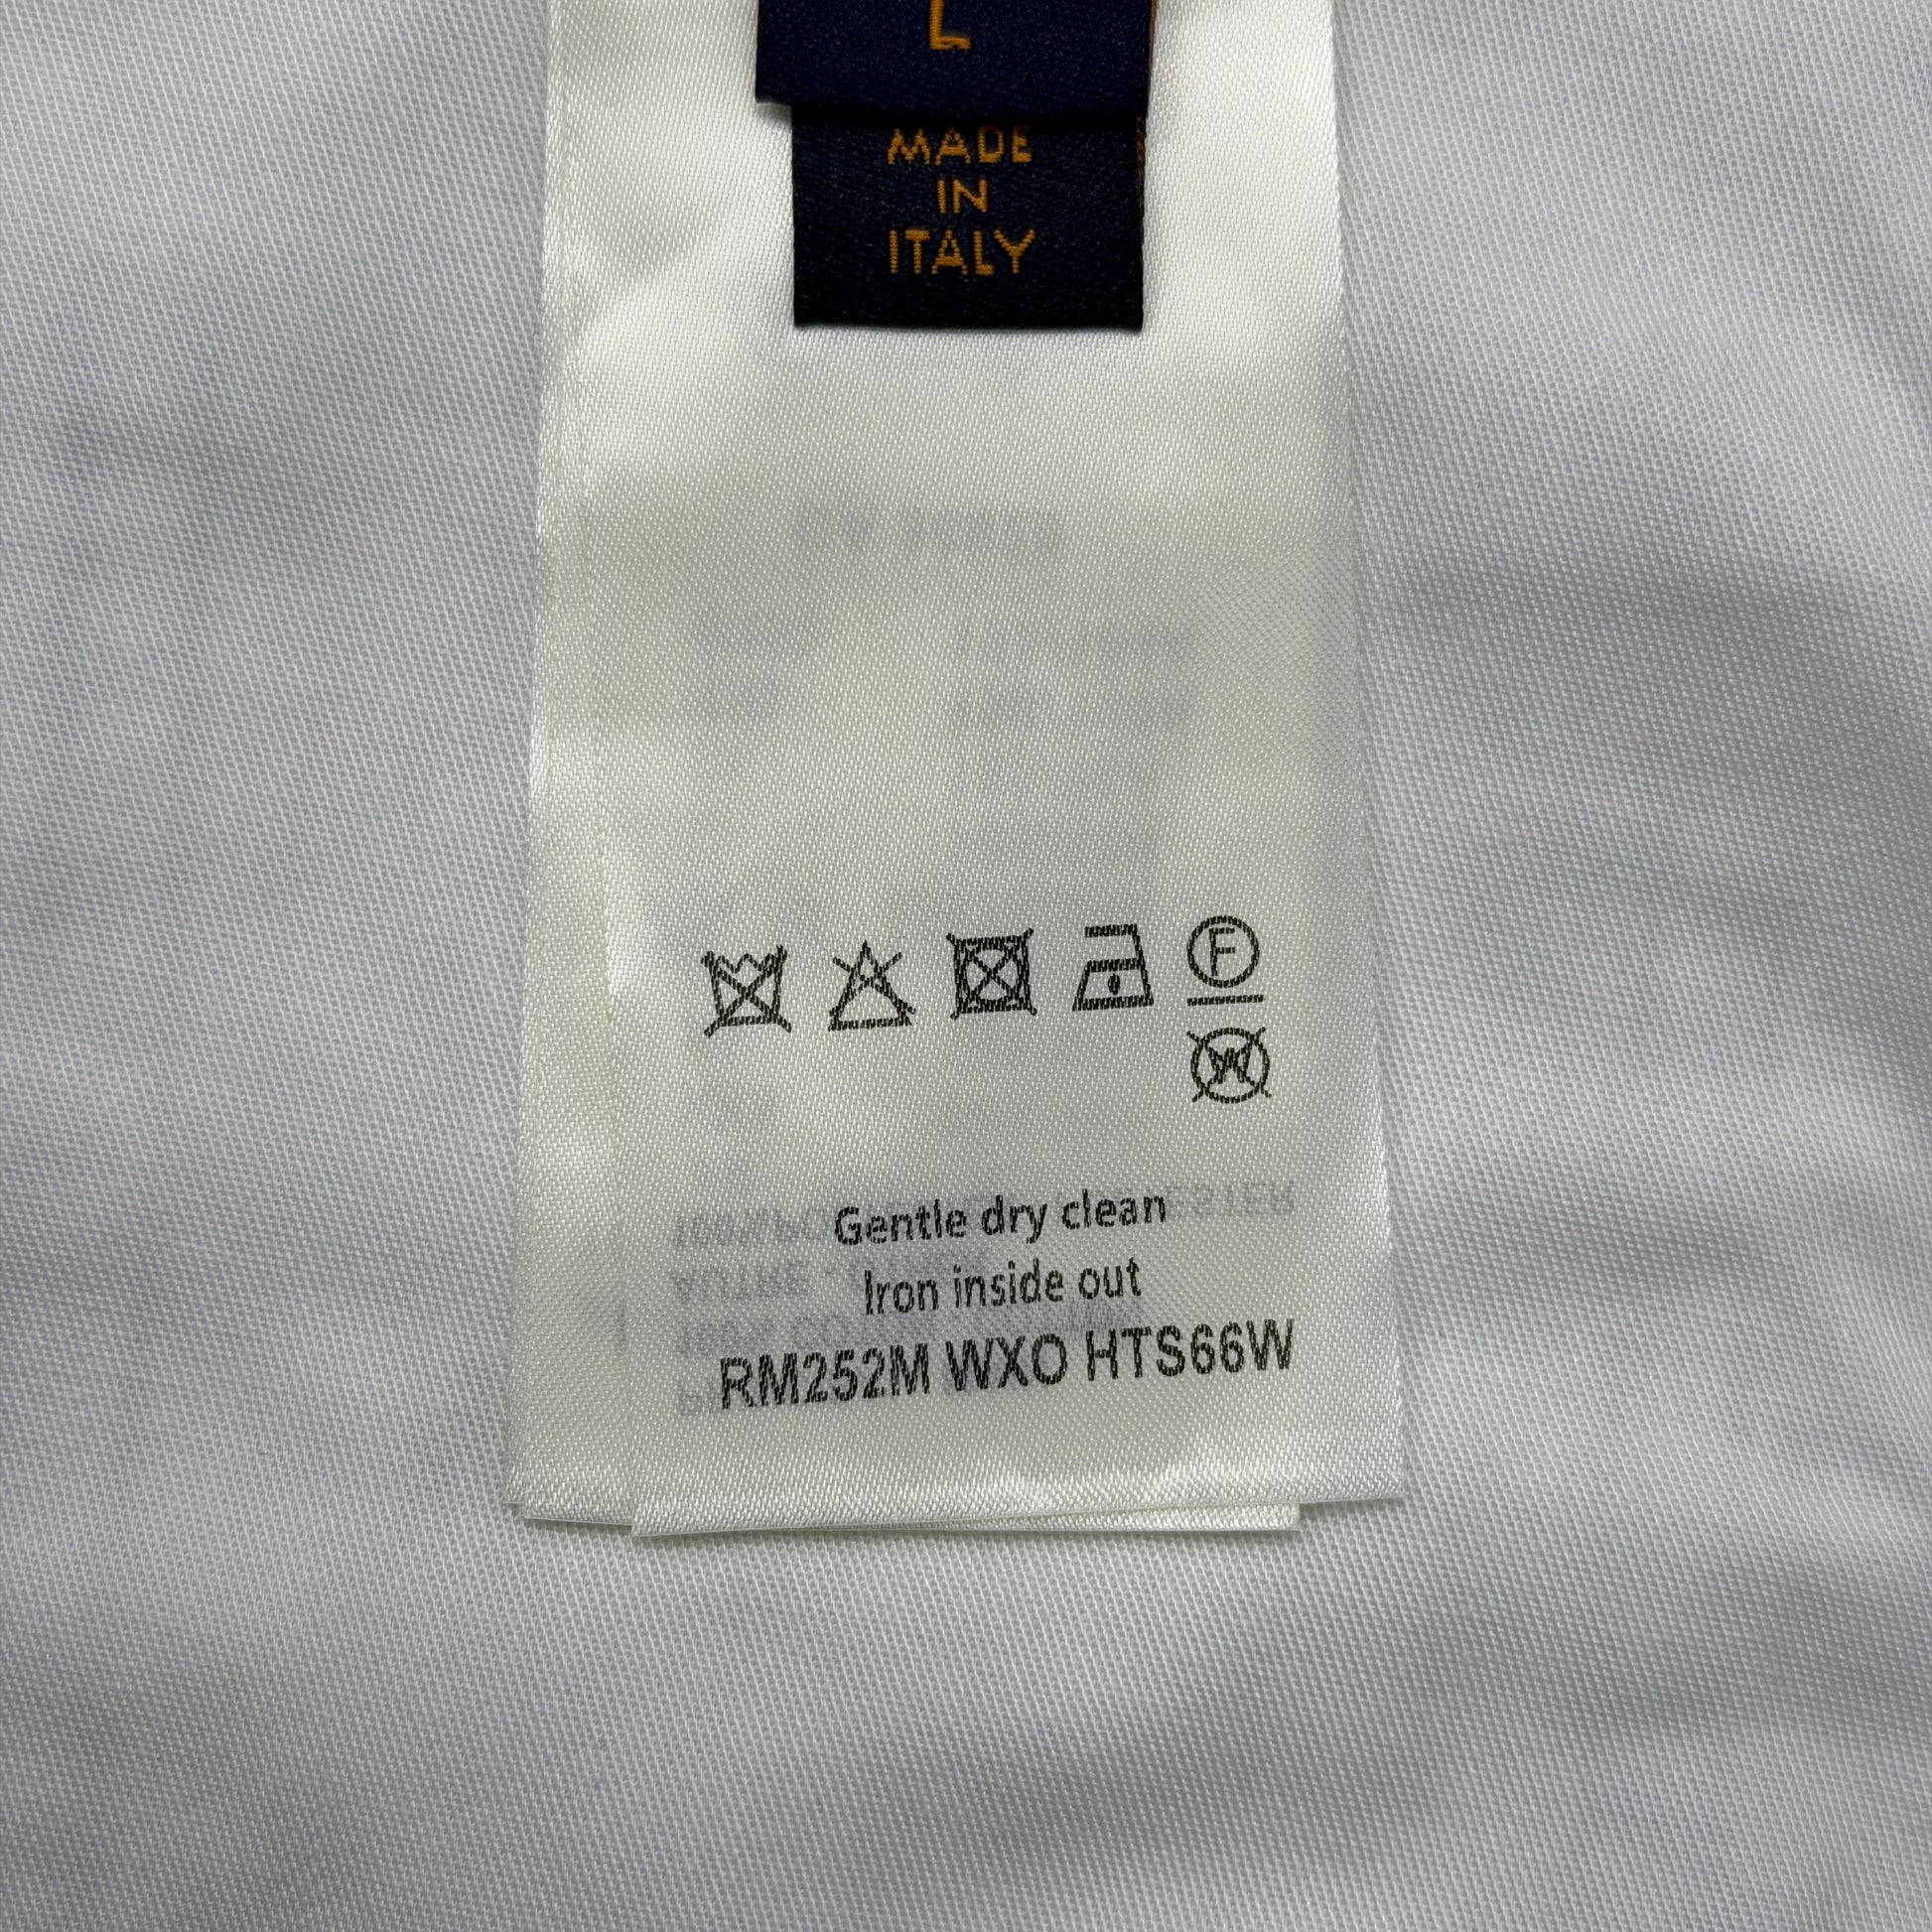 L
MADE
IN
ITALY
F
W
Gentle dry clean
Iron inside out
RM252M WXO HTS66W